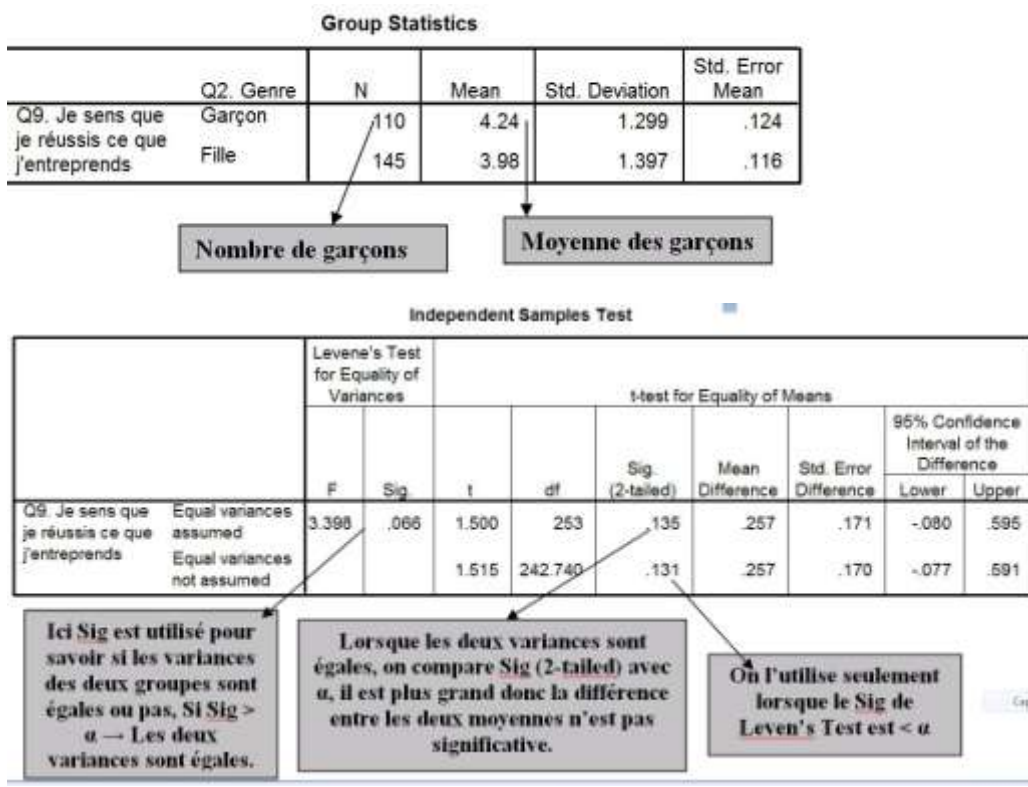 Group Statistics
Q2. Genre N Mean Std. Deviation Std. Error Mean
Q9. Je sens que je réussis ce que j'entreprends Garçon 110 4.24 1.299 .124
Fille 145 3.98 1.397 .116
Nombre de garçons
Moyenne des garçons
Independent Samples Test
Levene's Test for Equality of Variances
t-test for Equality of Means
95% Confidence Interval of the Difference
F Sig. t df Sig. (2-tailed) Mean Difference Std. Error Difference Lower Upper
Q9. Je sens que je réussis ce que j'entreprends Equal variances assumed 3.398 .066 1.500 253 .135 .257 .171 -.080 .595
Equal variances not assumed 1.515 242.740 .131 .257 .170 -.077 .591
Ici Sig est utilisé pour
savoir si les variances
des deux groupes sont
égales ou pas, Si Sig >
α → Les deux
variances sont égales.
Lorsque les deux variances sont
égales, on compare Sig (2-tailed) avec
α, il est plus grand donc la différence
entre les deux moyennes n'est pas
significative.
On l'utilise seulement
lorsque le Sig de
Leven's Test est < α